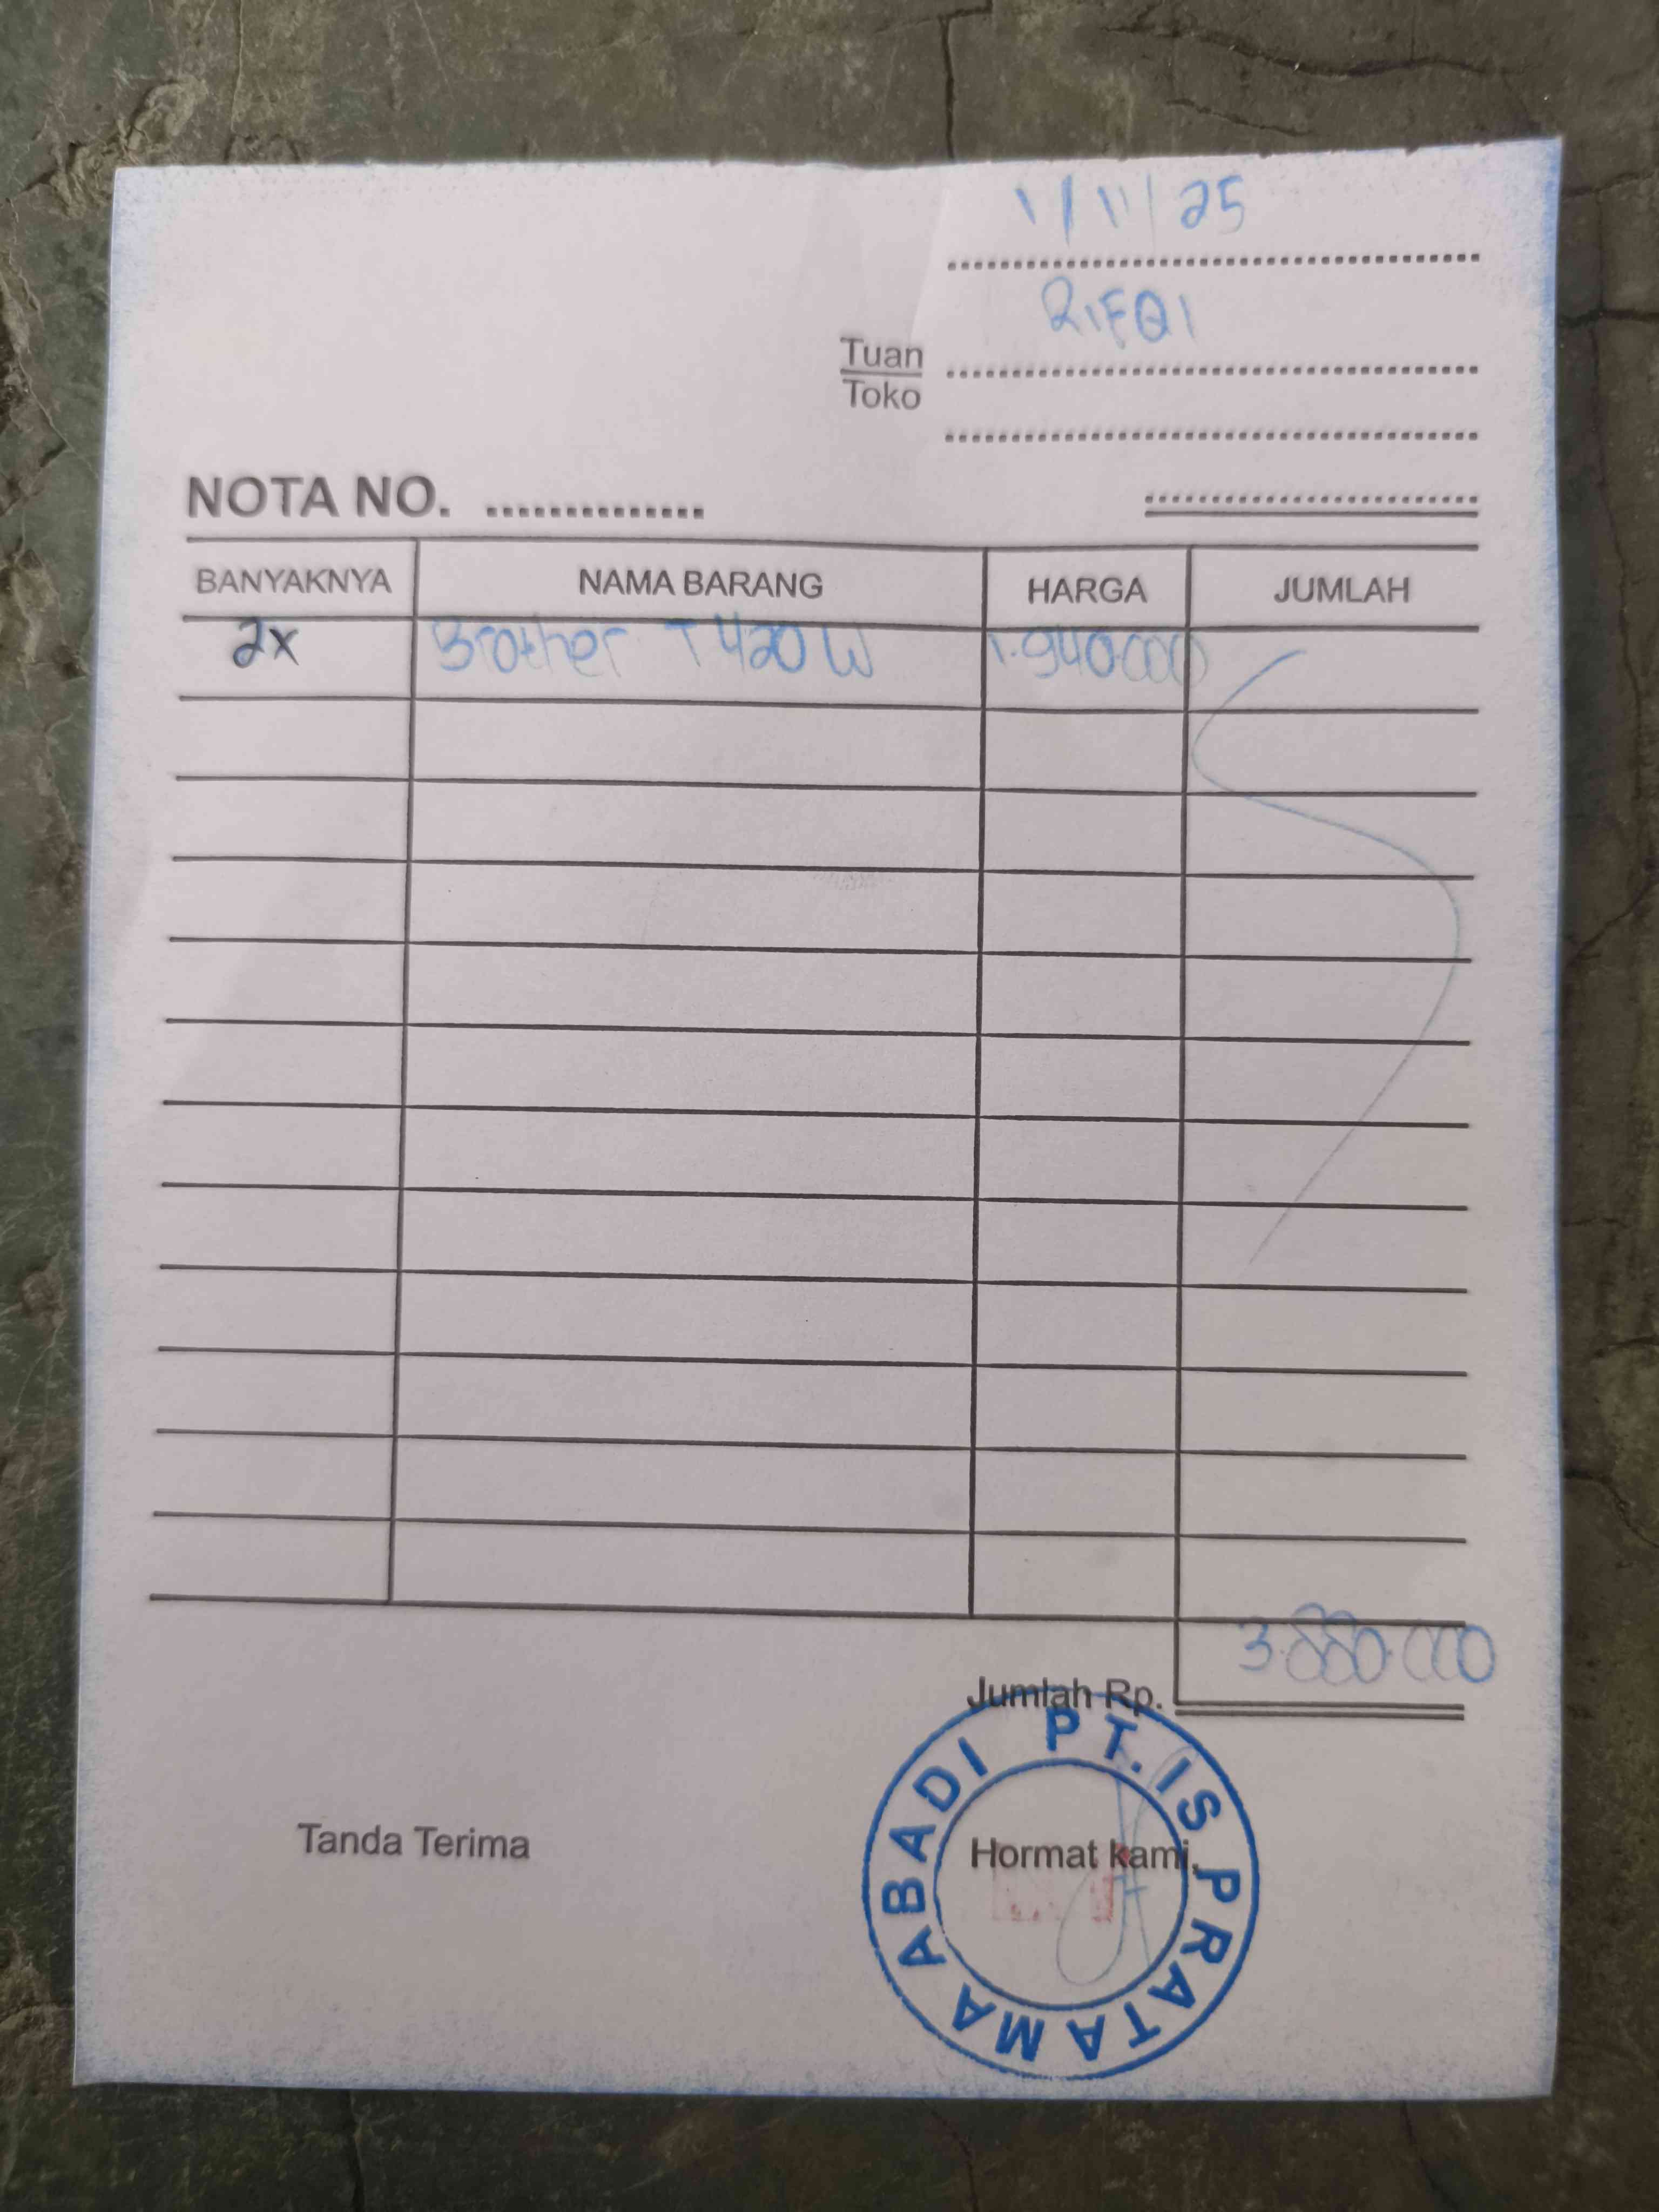 1/11/25
RIFQI
Tuan
Toko
NOTA NO. ..............
BANYAKNYA NAMA BARANG HARGA JUMLAH
2x Brother T420W 1.940.000
3.880.000
Jumlah Rp.
Tanda Terima Hormat kami,
PT. IS PRATAMA ABADI